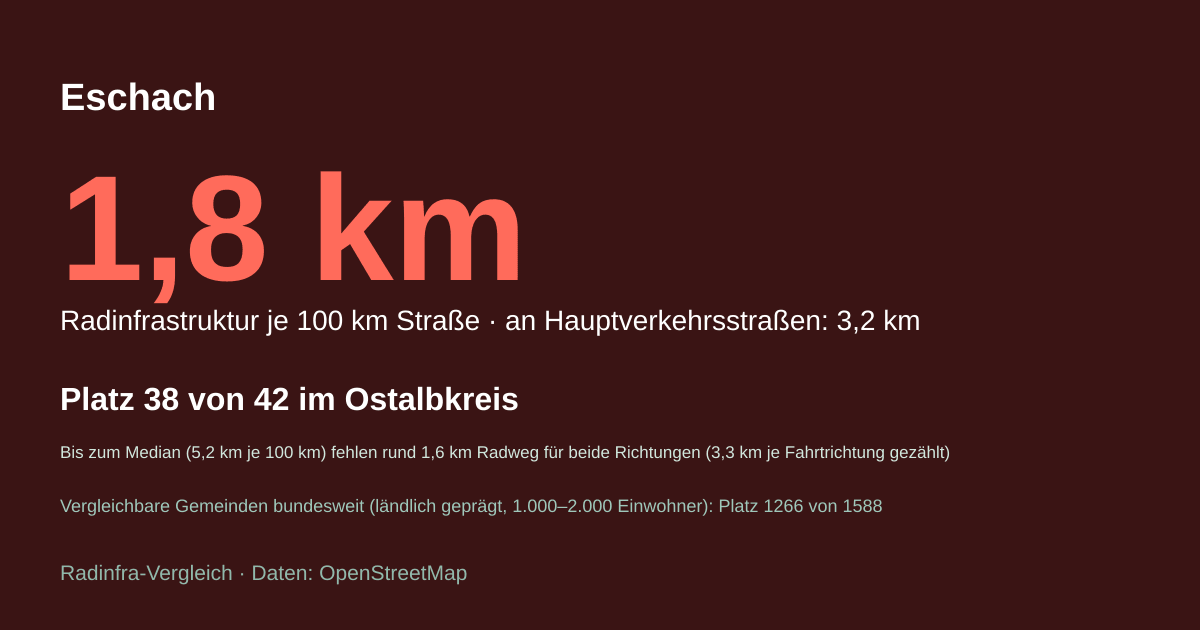 Eschach
1,8 km
Radinfrastruktur je 100 km Straße · an Hauptverkehrsstraßen: 3,2 km
Platz 38 von 42 im Ostalbkreis
Bis zum Median (5,2 km je 100 km) fehlen rund 1,6 km Radweg für beide Richtungen (3,3 km je Fahrtrichtung gezählt)
Vergleichbare Gemeinden bundesweit (ländlich geprägt, 1.000–2.000 Einwohner): Platz 1266 von 1588
Radinfra-Vergleich · Daten: OpenStreetMap